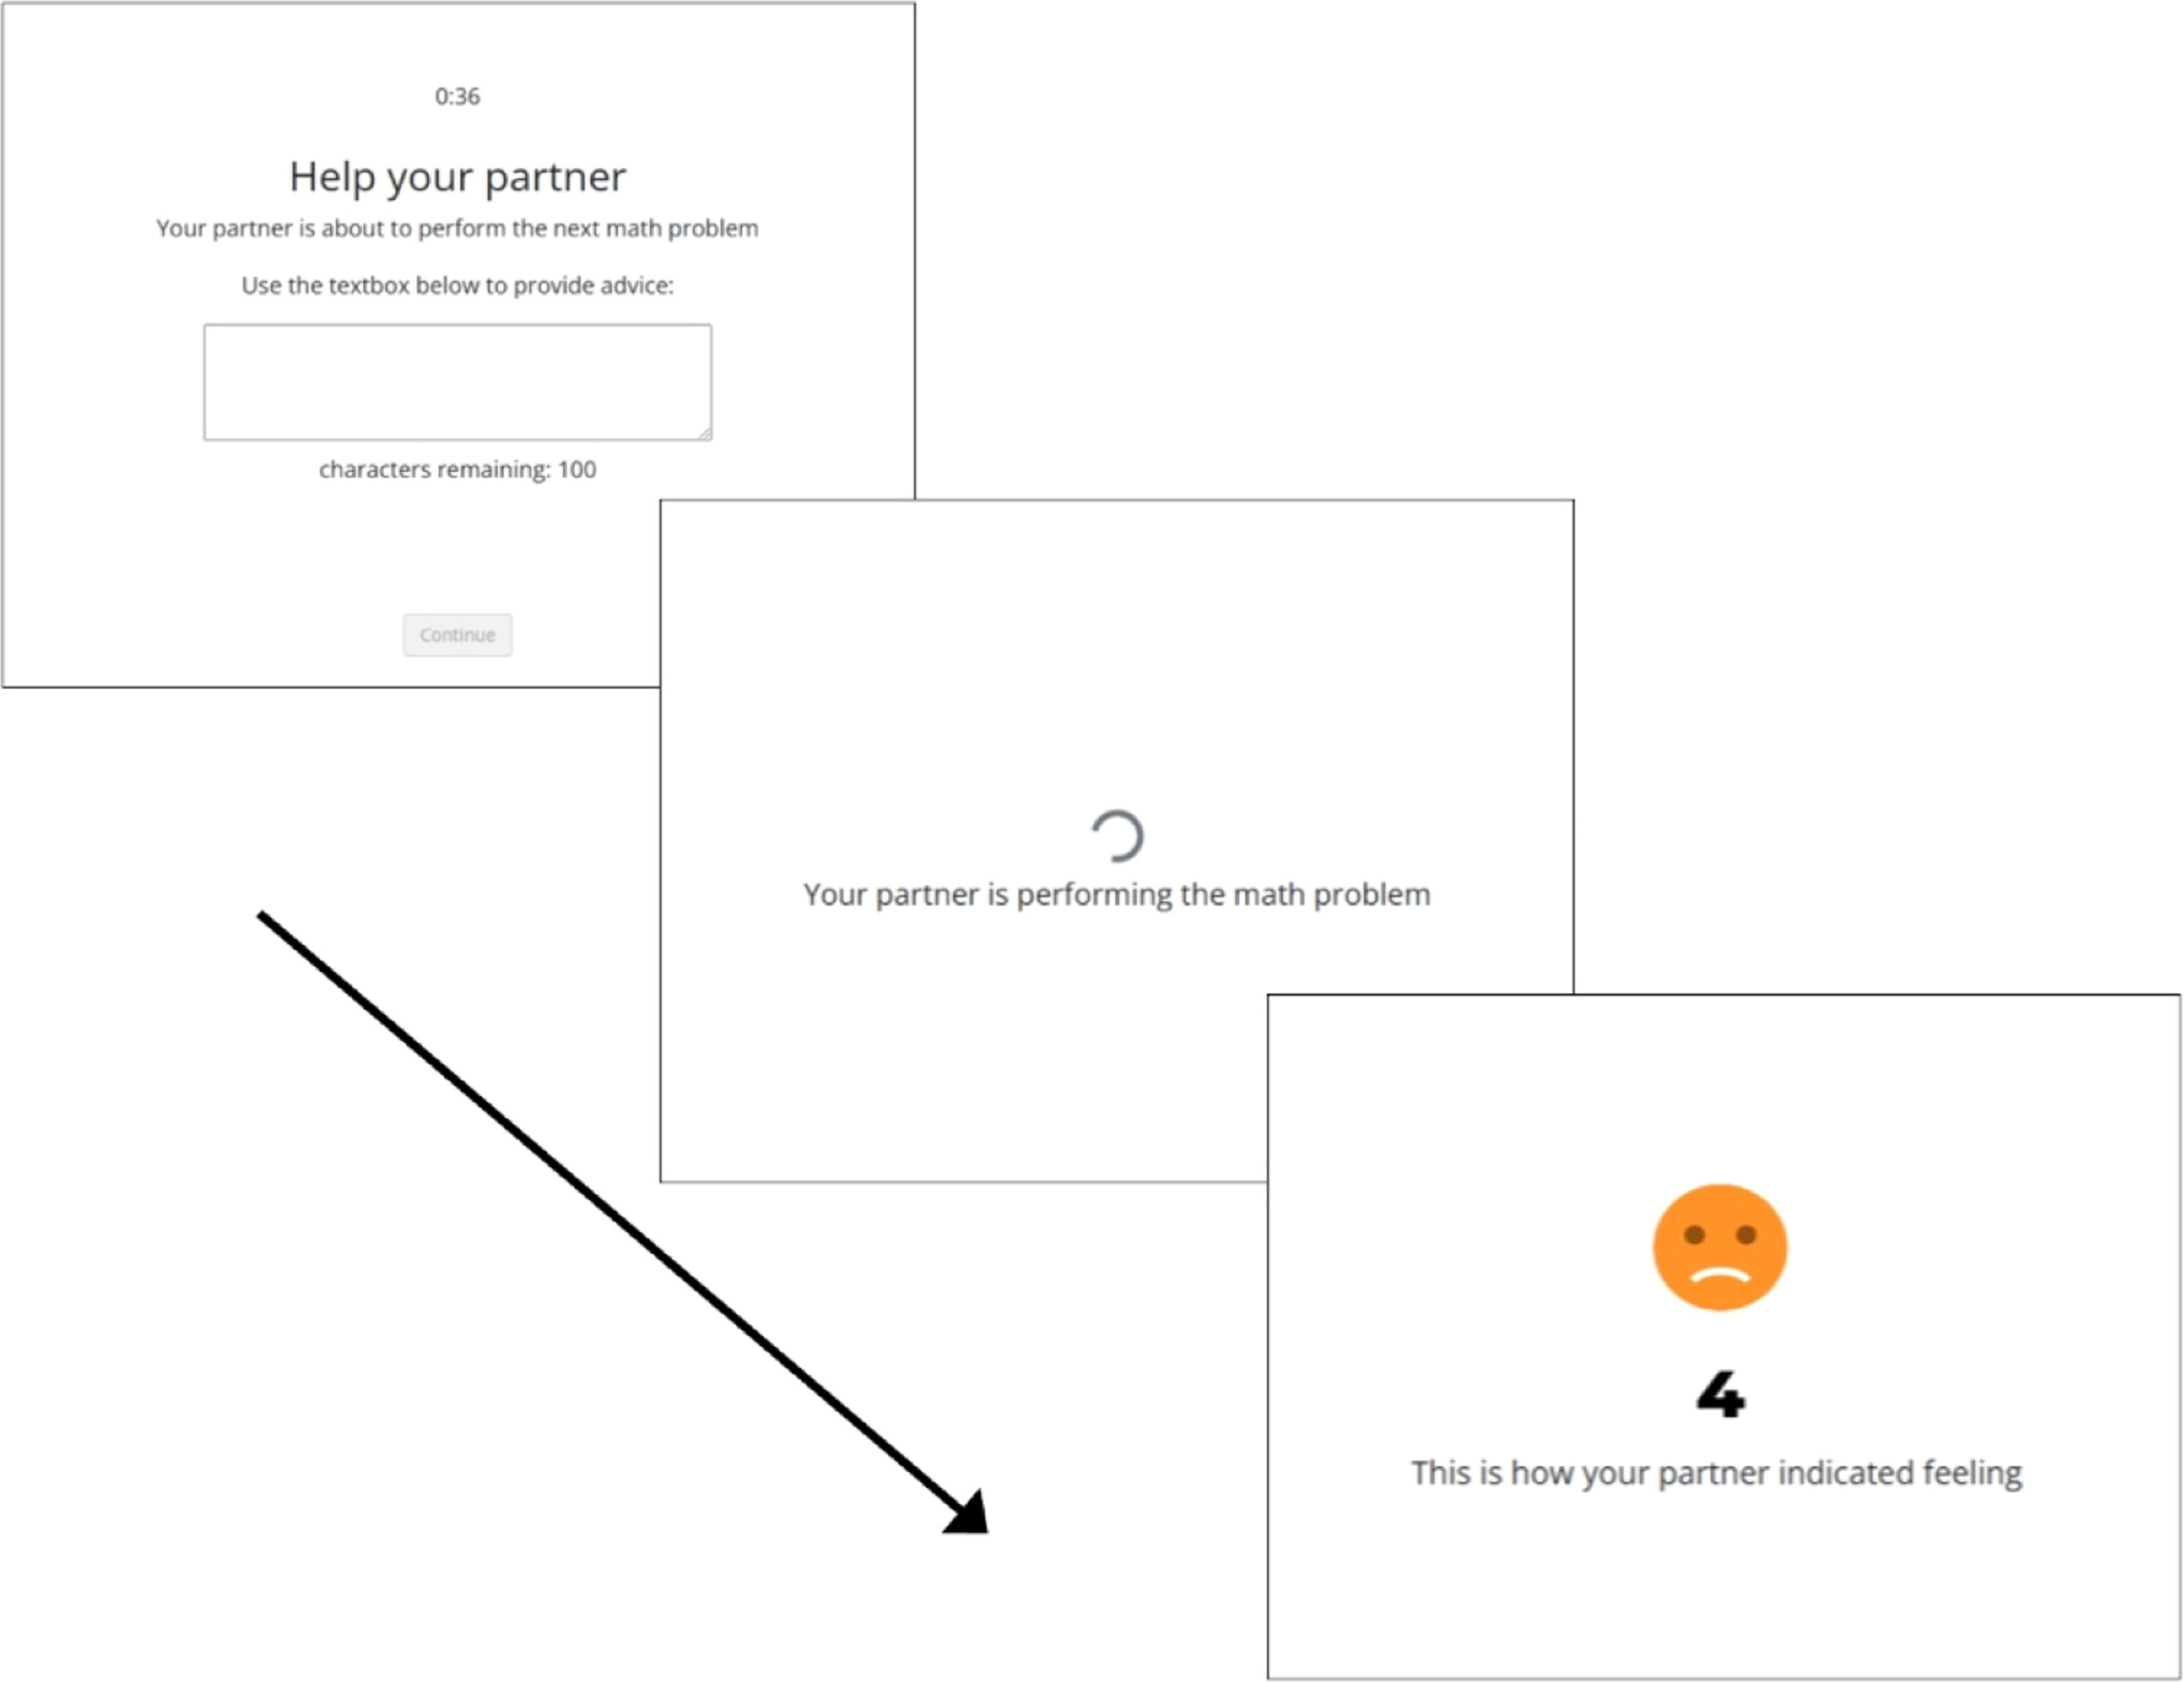 0:36
Help your partner
Your partner is about to perform the next math problem
Use the textbox below to provide advice:
characters remaining: 100
Continue
Your partner is performing the math problem
4
This is how your partner indicated feeling